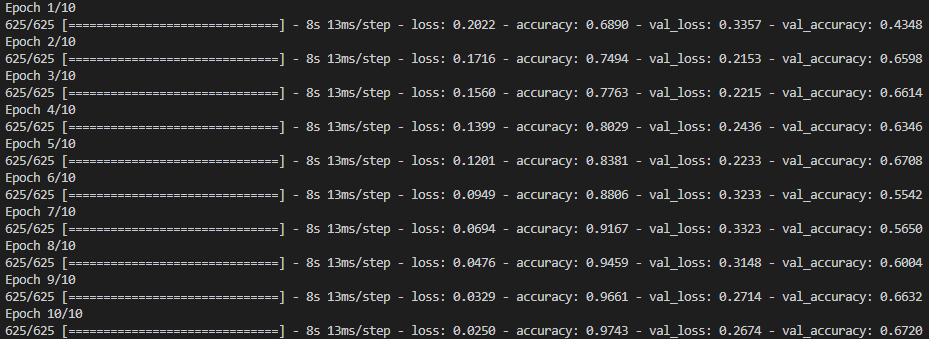 Epoch 1/10
625/625 [==============================] - 8s 13ms/step - loss: 0.2022 - accuracy: 0.6890 - val_loss: 0.3357 - val_accuracy: 0.4348
Epoch 2/10
625/625 [==============================] - 8s 13ms/step - loss: 0.1716 - accuracy: 0.7494 - val_loss: 0.2153 - val_accuracy: 0.6598
Epoch 3/10
625/625 [==============================] - 8s 13ms/step - loss: 0.1560 - accuracy: 0.7763 - val_loss: 0.2215 - val_accuracy: 0.6614
Epoch 4/10
625/625 [==============================] - 8s 13ms/step - loss: 0.1399 - accuracy: 0.8029 - val_loss: 0.2436 - val_accuracy: 0.6346
Epoch 5/10
625/625 [==============================] - 8s 13ms/step - loss: 0.1201 - accuracy: 0.8381 - val_loss: 0.2233 - val_accuracy: 0.6708
Epoch 6/10
625/625 [==============================] - 8s 13ms/step - loss: 0.0949 - accuracy: 0.8806 - val_loss: 0.3233 - val_accuracy: 0.5542
Epoch 7/10
625/625 [==============================] - 8s 13ms/step - loss: 0.0694 - accuracy: 0.9167 - val_loss: 0.3323 - val_accuracy: 0.5650
Epoch 8/10
625/625 [==============================] - 8s 13ms/step - loss: 0.0476 - accuracy: 0.9459 - val_loss: 0.3148 - val_accuracy: 0.6004
Epoch 9/10
625/625 [==============================] - 8s 13ms/step - loss: 0.0329 - accuracy: 0.9661 - val_loss: 0.2714 - val_accuracy: 0.6632
Epoch 10/10
625/625 [==============================] - 8s 13ms/step - loss: 0.0250 - accuracy: 0.9743 - val_loss: 0.2674 - val_accuracy: 0.6720